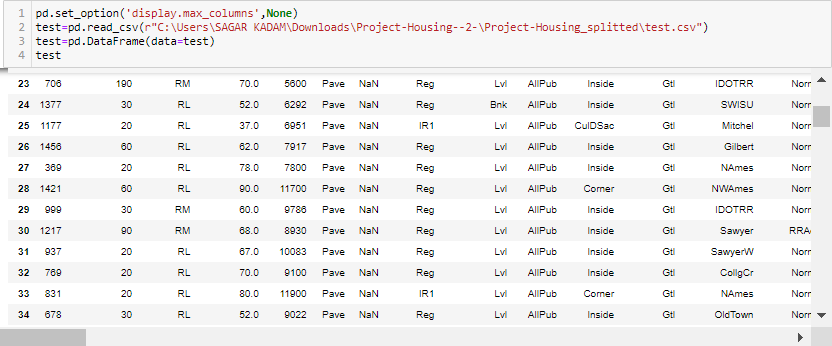 1 pd.set_option('display.max_columns',None)
2 test=pd.read_csv(r"C:\Users\SAGAR KADAM\Downloads\Project-Housing--2-\Project-Housing_splitted\test.csv")
3 test=pd.DataFrame(data=test)
4 test
23 706 190 RM 70.0 5600 Pave NaN Reg Lvl AllPub Inside Gtl IDOTRR Norr
24 1377 30 RL 52.0 6292 Pave NaN Reg Bnk AllPub Inside Gtl SWISU Norr
25 1177 20 RL 37.0 6951 Pave NaN IR1 Lvl AllPub CulDSac Gtl Mitchel Norr
26 1456 60 RL 62.0 7917 Pave NaN Reg Lvl AllPub Inside Gtl Gilbert Norr
27 369 20 RL 78.0 7800 Pave NaN Reg Lvl AllPub Inside Gtl NAmes Norr
28 1421 60 RL 90.0 11700 Pave NaN Reg Lvl AllPub Corner Gtl NWAmes Norr
29 999 30 RM 60.0 9786 Pave NaN Reg Lvl AllPub Inside Gtl IDOTRR Norr
30 1217 90 RM 68.0 8930 Pave NaN Reg Lvl AllPub Inside Gtl Sawyer RRA
31 937 20 RL 67.0 10083 Pave NaN Reg Lvl AllPub Inside Gtl SawyerW Norr
32 769 20 RL 70.0 9100 Pave NaN Reg Lvl AllPub Inside Gtl CollgCr Norr
33 831 20 RL 80.0 11900 Pave NaN IR1 Lvl AllPub Corner Gtl NAmes Norr
34 678 30 RL 52.0 9022 Pave NaN Reg Lvl AllPub Inside Gtl OldTown Norr